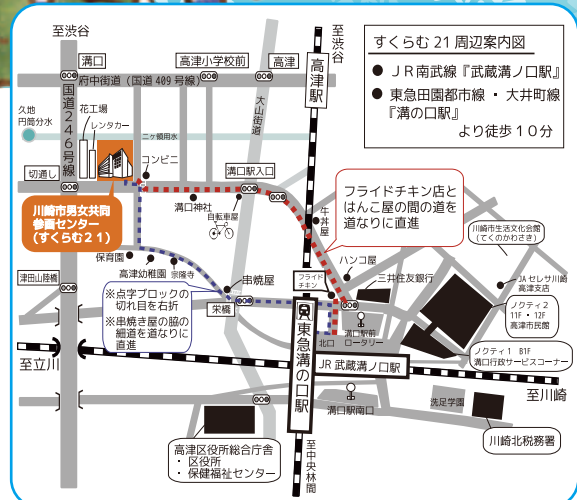 至渋谷
溝口
高津小学校前
高津
至渋谷
府中街道（国道409号線）
高津駅
すくらむ21周辺案内図
● JR南武線『武蔵溝ノ口駅』
● 東急田園都市線・大井町線
『溝の口駅』
より徒歩10分
国道246号線
久地
円筒分水
花工場
レンタカー
二ヶ領用水
大山街道
切通し
コンビニ
溝口駅入口
川崎市男女共同
参画センター
(すくらむ21)
溝口神社
自転車屋
牛丼屋
フライドチキン店と
はんこ屋の間の道を
道なりに直進
保育園
高津幼稚園
宗隆寺
津田山陸橋
串焼屋
栄橋
※点字ブロックの
切れ目を右折
※串焼き屋の脇の
細道を道なりに
直進
フライド
チキン
ハンコ屋
三井住友銀行
川崎市生活文化会館
(てくのかわさき)
JAセレサ川崎
高津支店
ノクティ2
11F・12F
高津市民館
ノクティ1 B1F
溝口行政サービスコーナー
溝口駅前
ロータリー
北口
東急溝の口駅
JR武蔵溝ノ口駅
至立川
至川崎
溝口駅南口
洗足学園
川崎北税務署
高津区役所総合庁舎
・区役所
・保健福祉センター
至中央林間